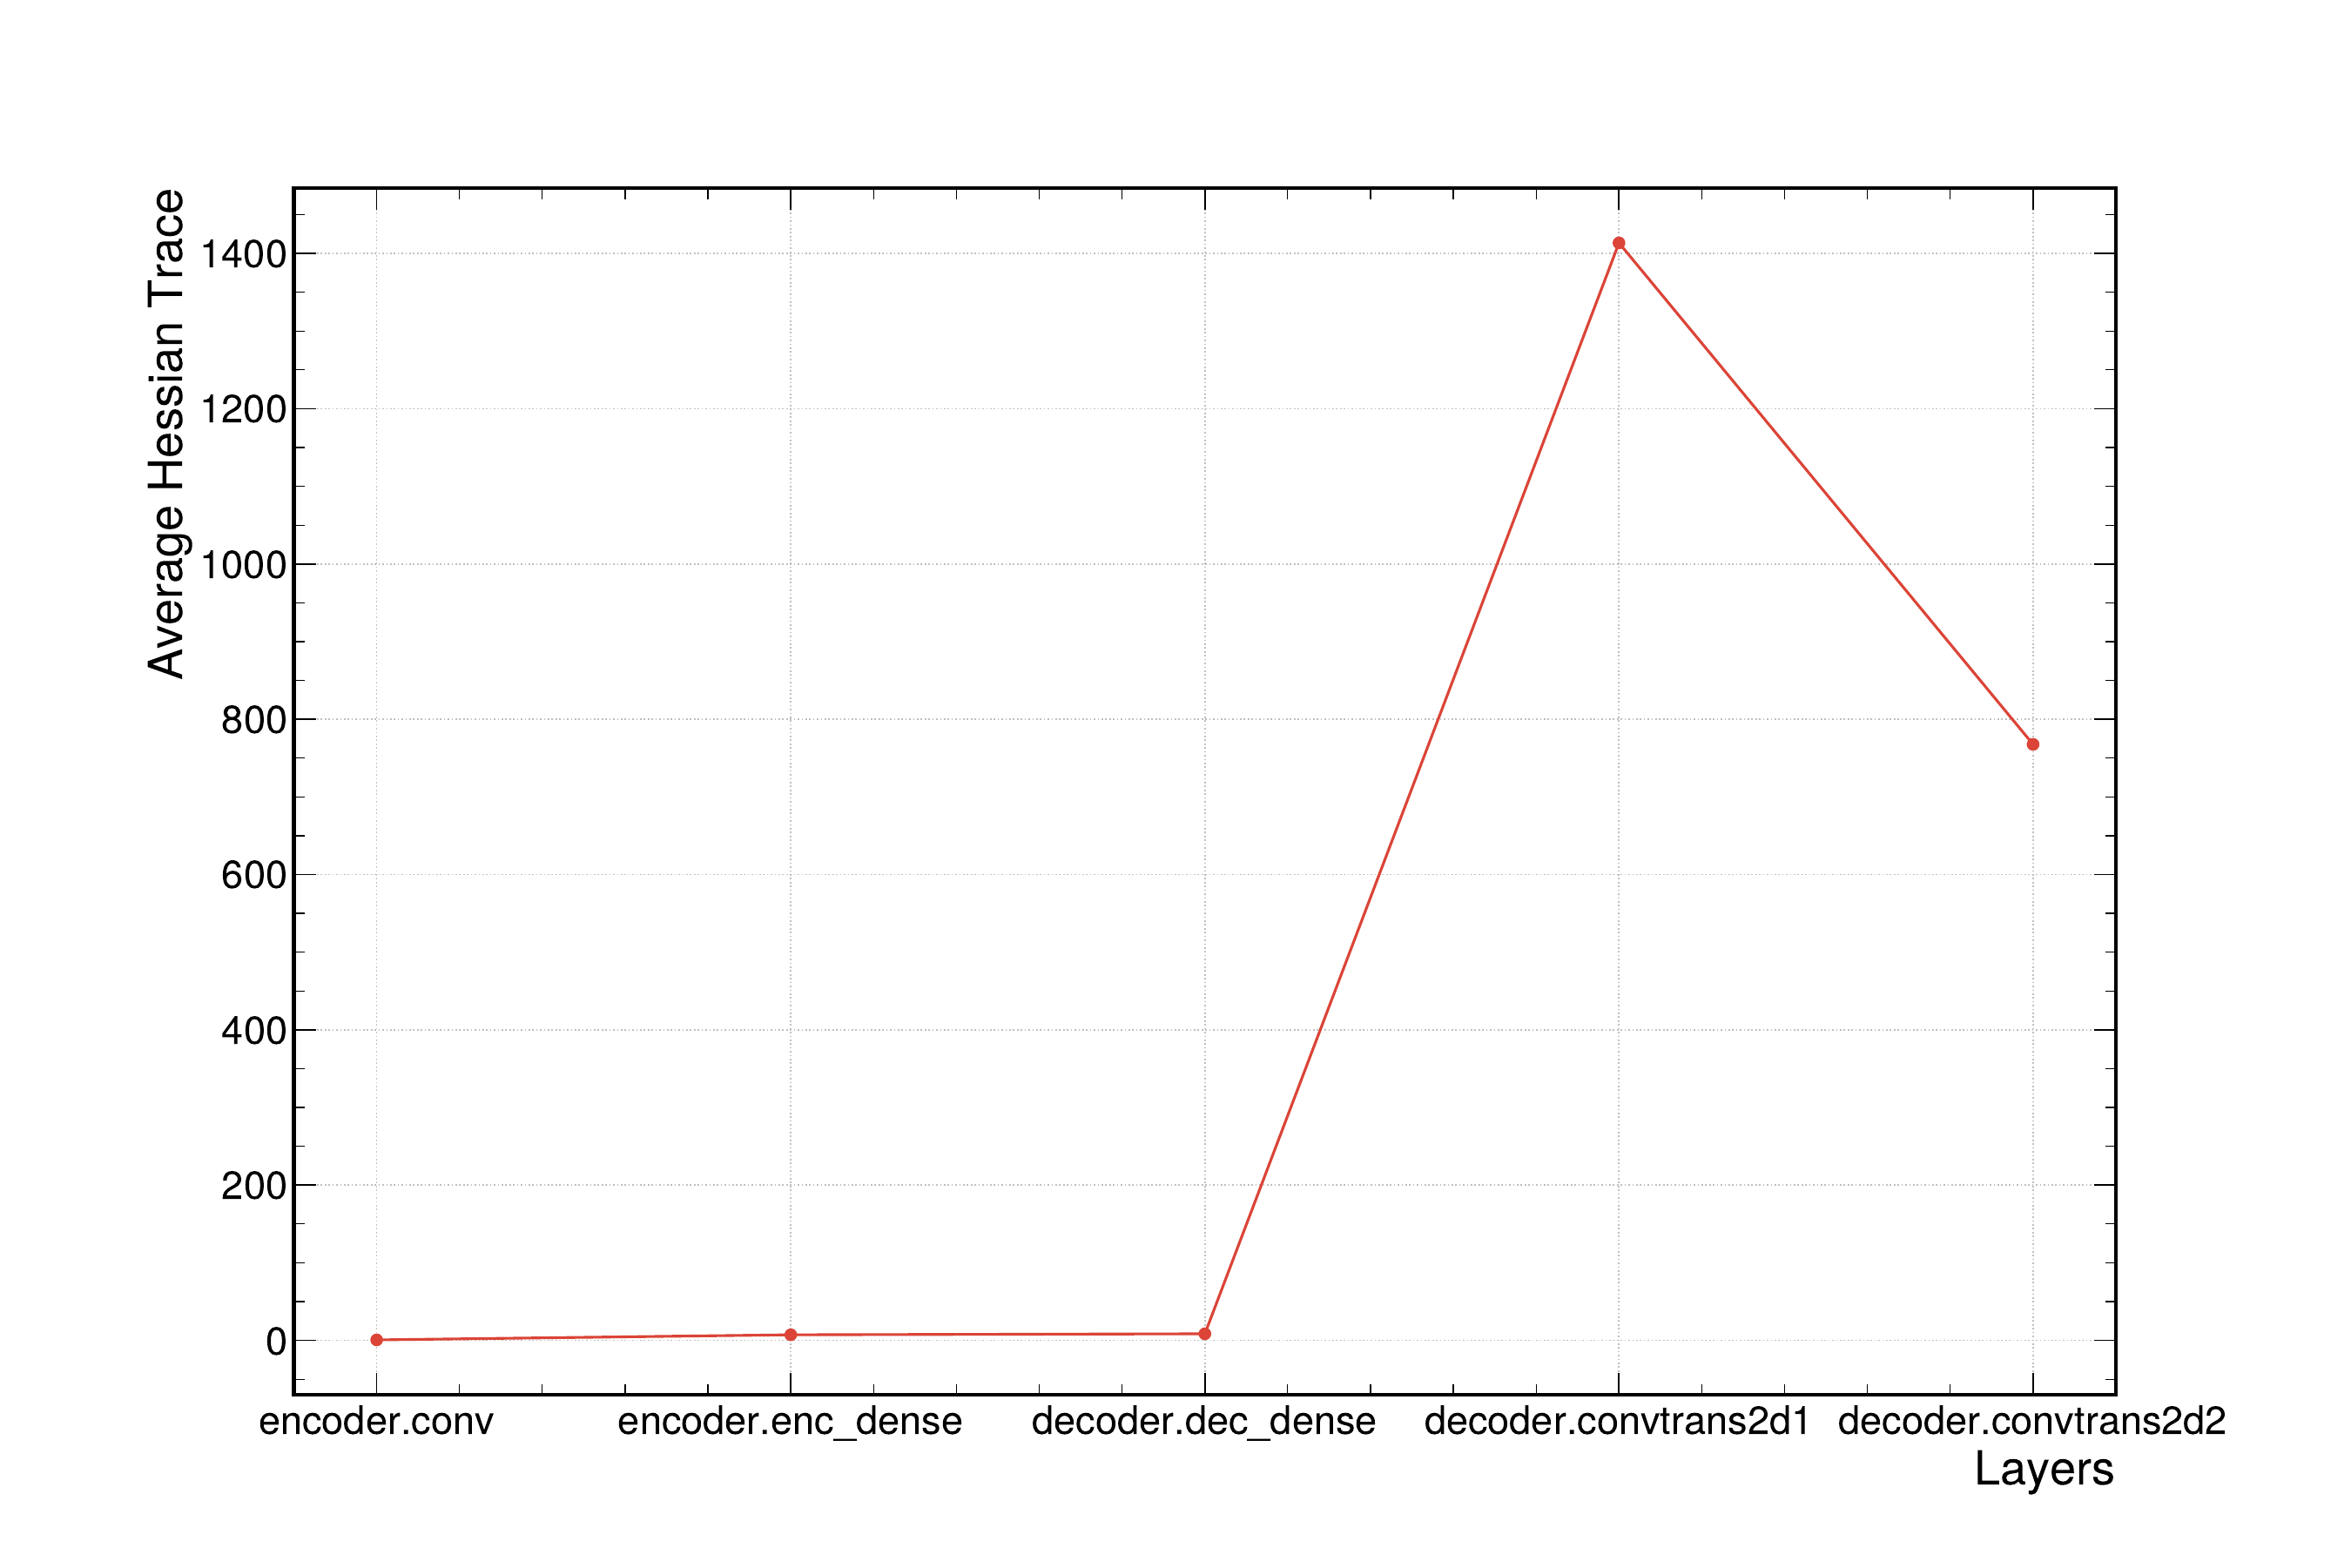 Average Hessian Trace
1400
1200
1000
800
600
400
200
0
encoder.conv encoder.enc_dense decoder.dec_dense decoder.convtrans2d1 decoder.convtrans2d2
Layers